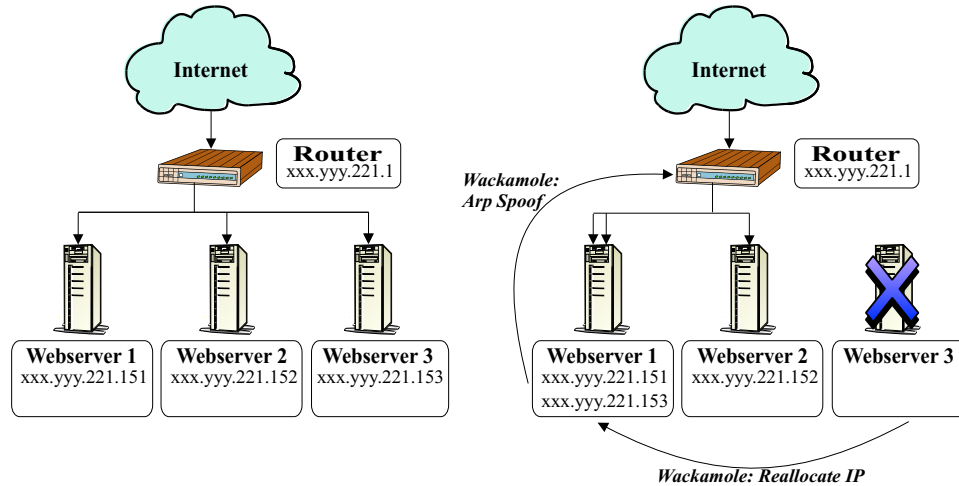 Internet
Router
xxx.yyy.221.1
Webserver 1
xxx.yyy.221.151
Webserver 2
xxx.yyy.221.152
Webserver 3
xxx.yyy.221.153
Internet
Router
xxx.yyy.221.1
Wackamole:
Arp Spoof
Webserver 1
xxx.yyy.221.151
xxx.yyy.221.153
Webserver 2
xxx.yyy.221.152
Webserver 3
Wackamole: Reallocate IP